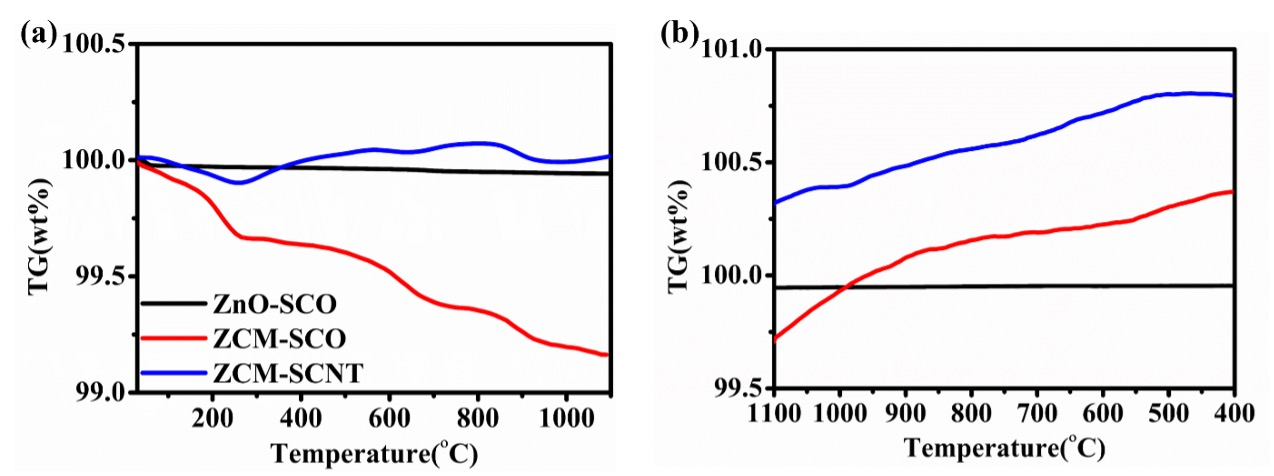 (a)
100.5
100.0
99.5
99.0
TG(wt%)
ZnO-SCO
ZCM-SCO
ZCM-SCNT
200 400 600 800 1000
Temperature(°C)
(b)
101.0
100.5
100.0
99.5
TG(wt%)
1100 1000 900 800 700 600 500 400
Temperature(°C)